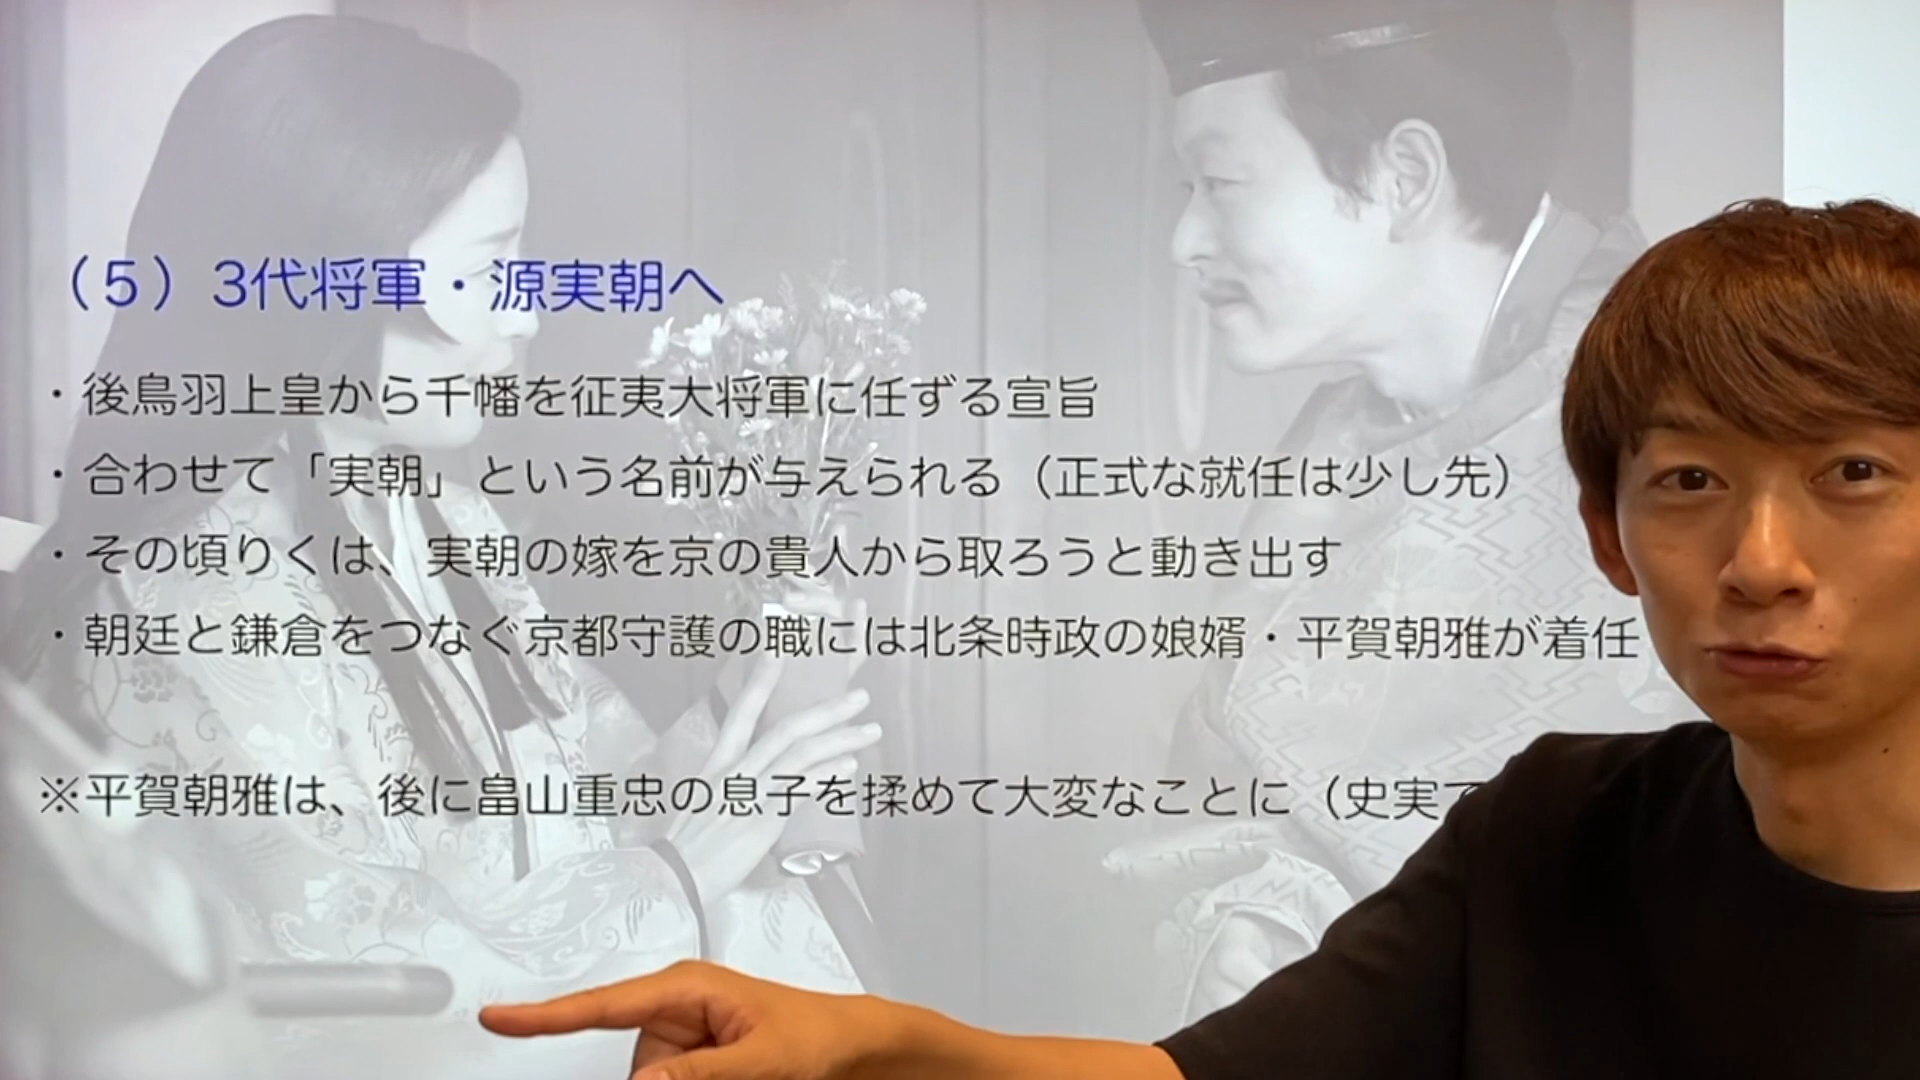 （５）3代将軍・源実朝へ
・後鳥羽上皇から千幡を征夷大将軍に任ずる宣旨
・合わせて「実朝」という名前が与えられる（正式な就任は少し先）
・その頃りくは、実朝の嫁を京の貴人から取ろうと動き出す
・朝廷と鎌倉をつなぐ京都守護の職には北条時政の娘婿・平賀朝雅が着任
※平賀朝雅は、後に畠山重忠の息子を揉めて大変なことに（史実で